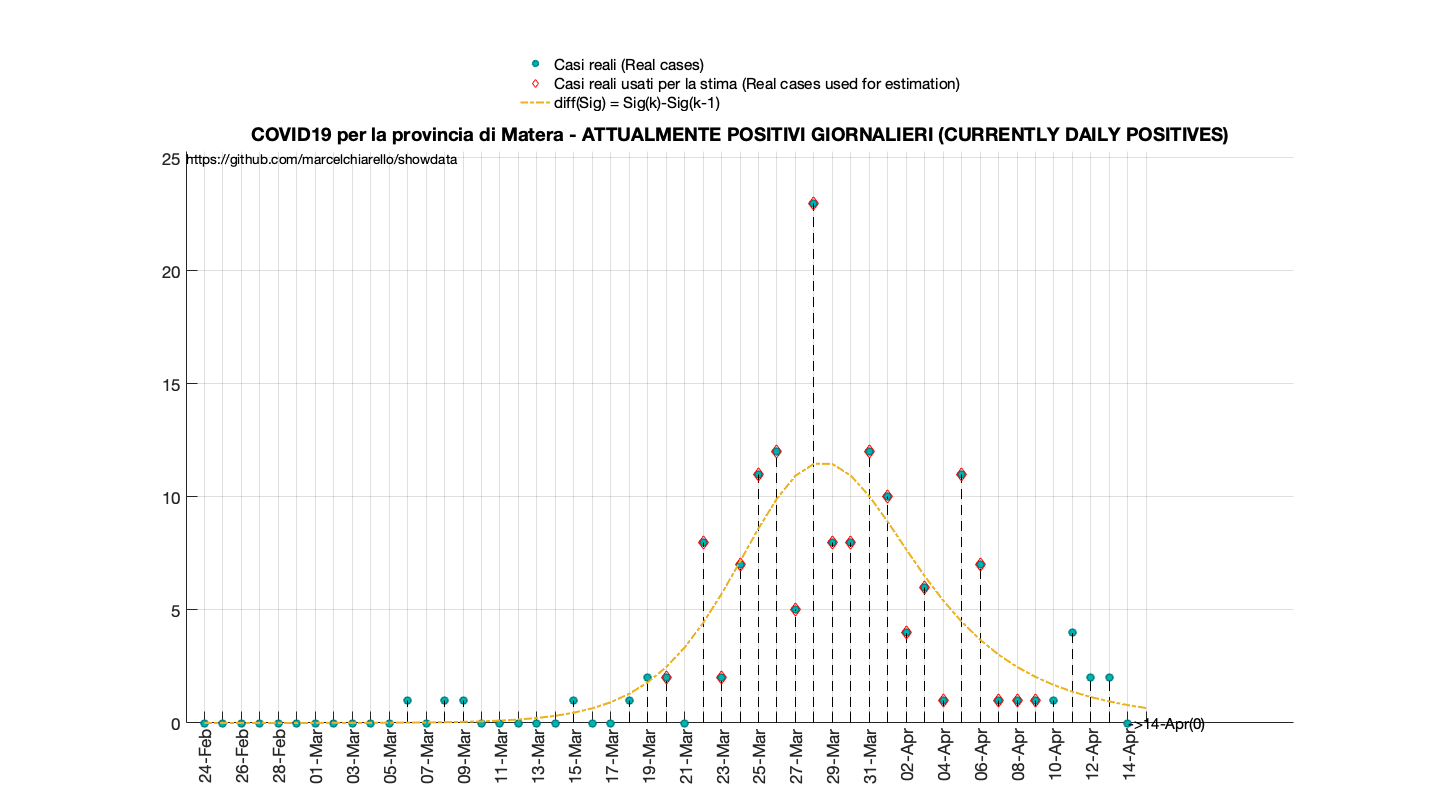 Casi reali (Real cases)
Casi reali usati per la stima (Real cases used for estimation)
diff(Sig) = Sig(k)-Sig(k-1)
COVID19 per la provincia di Matera - ATTUALMENTE POSITIVI GIORNALIERI (CURRENTLY DAILY POSITIVES)
https://github.com/marcelchiarello/showdata
25
20
15
10
5
0
->14-Apr(0)
24-Feb
26-Feb
28-Feb
01-Mar
03-Mar
05-Mar
07-Mar
09-Mar
11-Mar
13-Mar
15-Mar
17-Mar
19-Mar
21-Mar
23-Mar
25-Mar
27-Mar
29-Mar
31-Mar
02-Apr
04-Apr
06-Apr
08-Apr
10-Apr
12-Apr
14-Apr